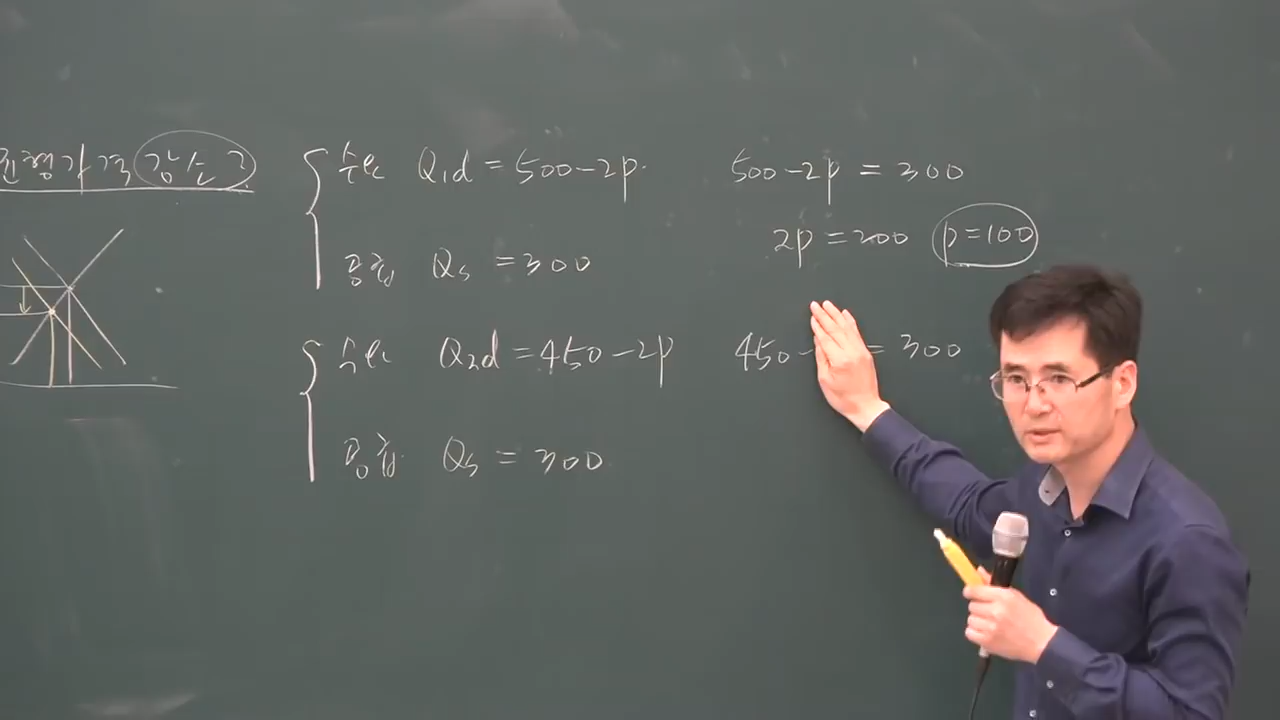 균형가격 감소?
수요 Q₁d = 500-2p.
500-2p = 300
2p = 200 p=100
공급 Qs = 300
수요 Q₂d = 450-2p
450- = 300
공급 Qs = 300